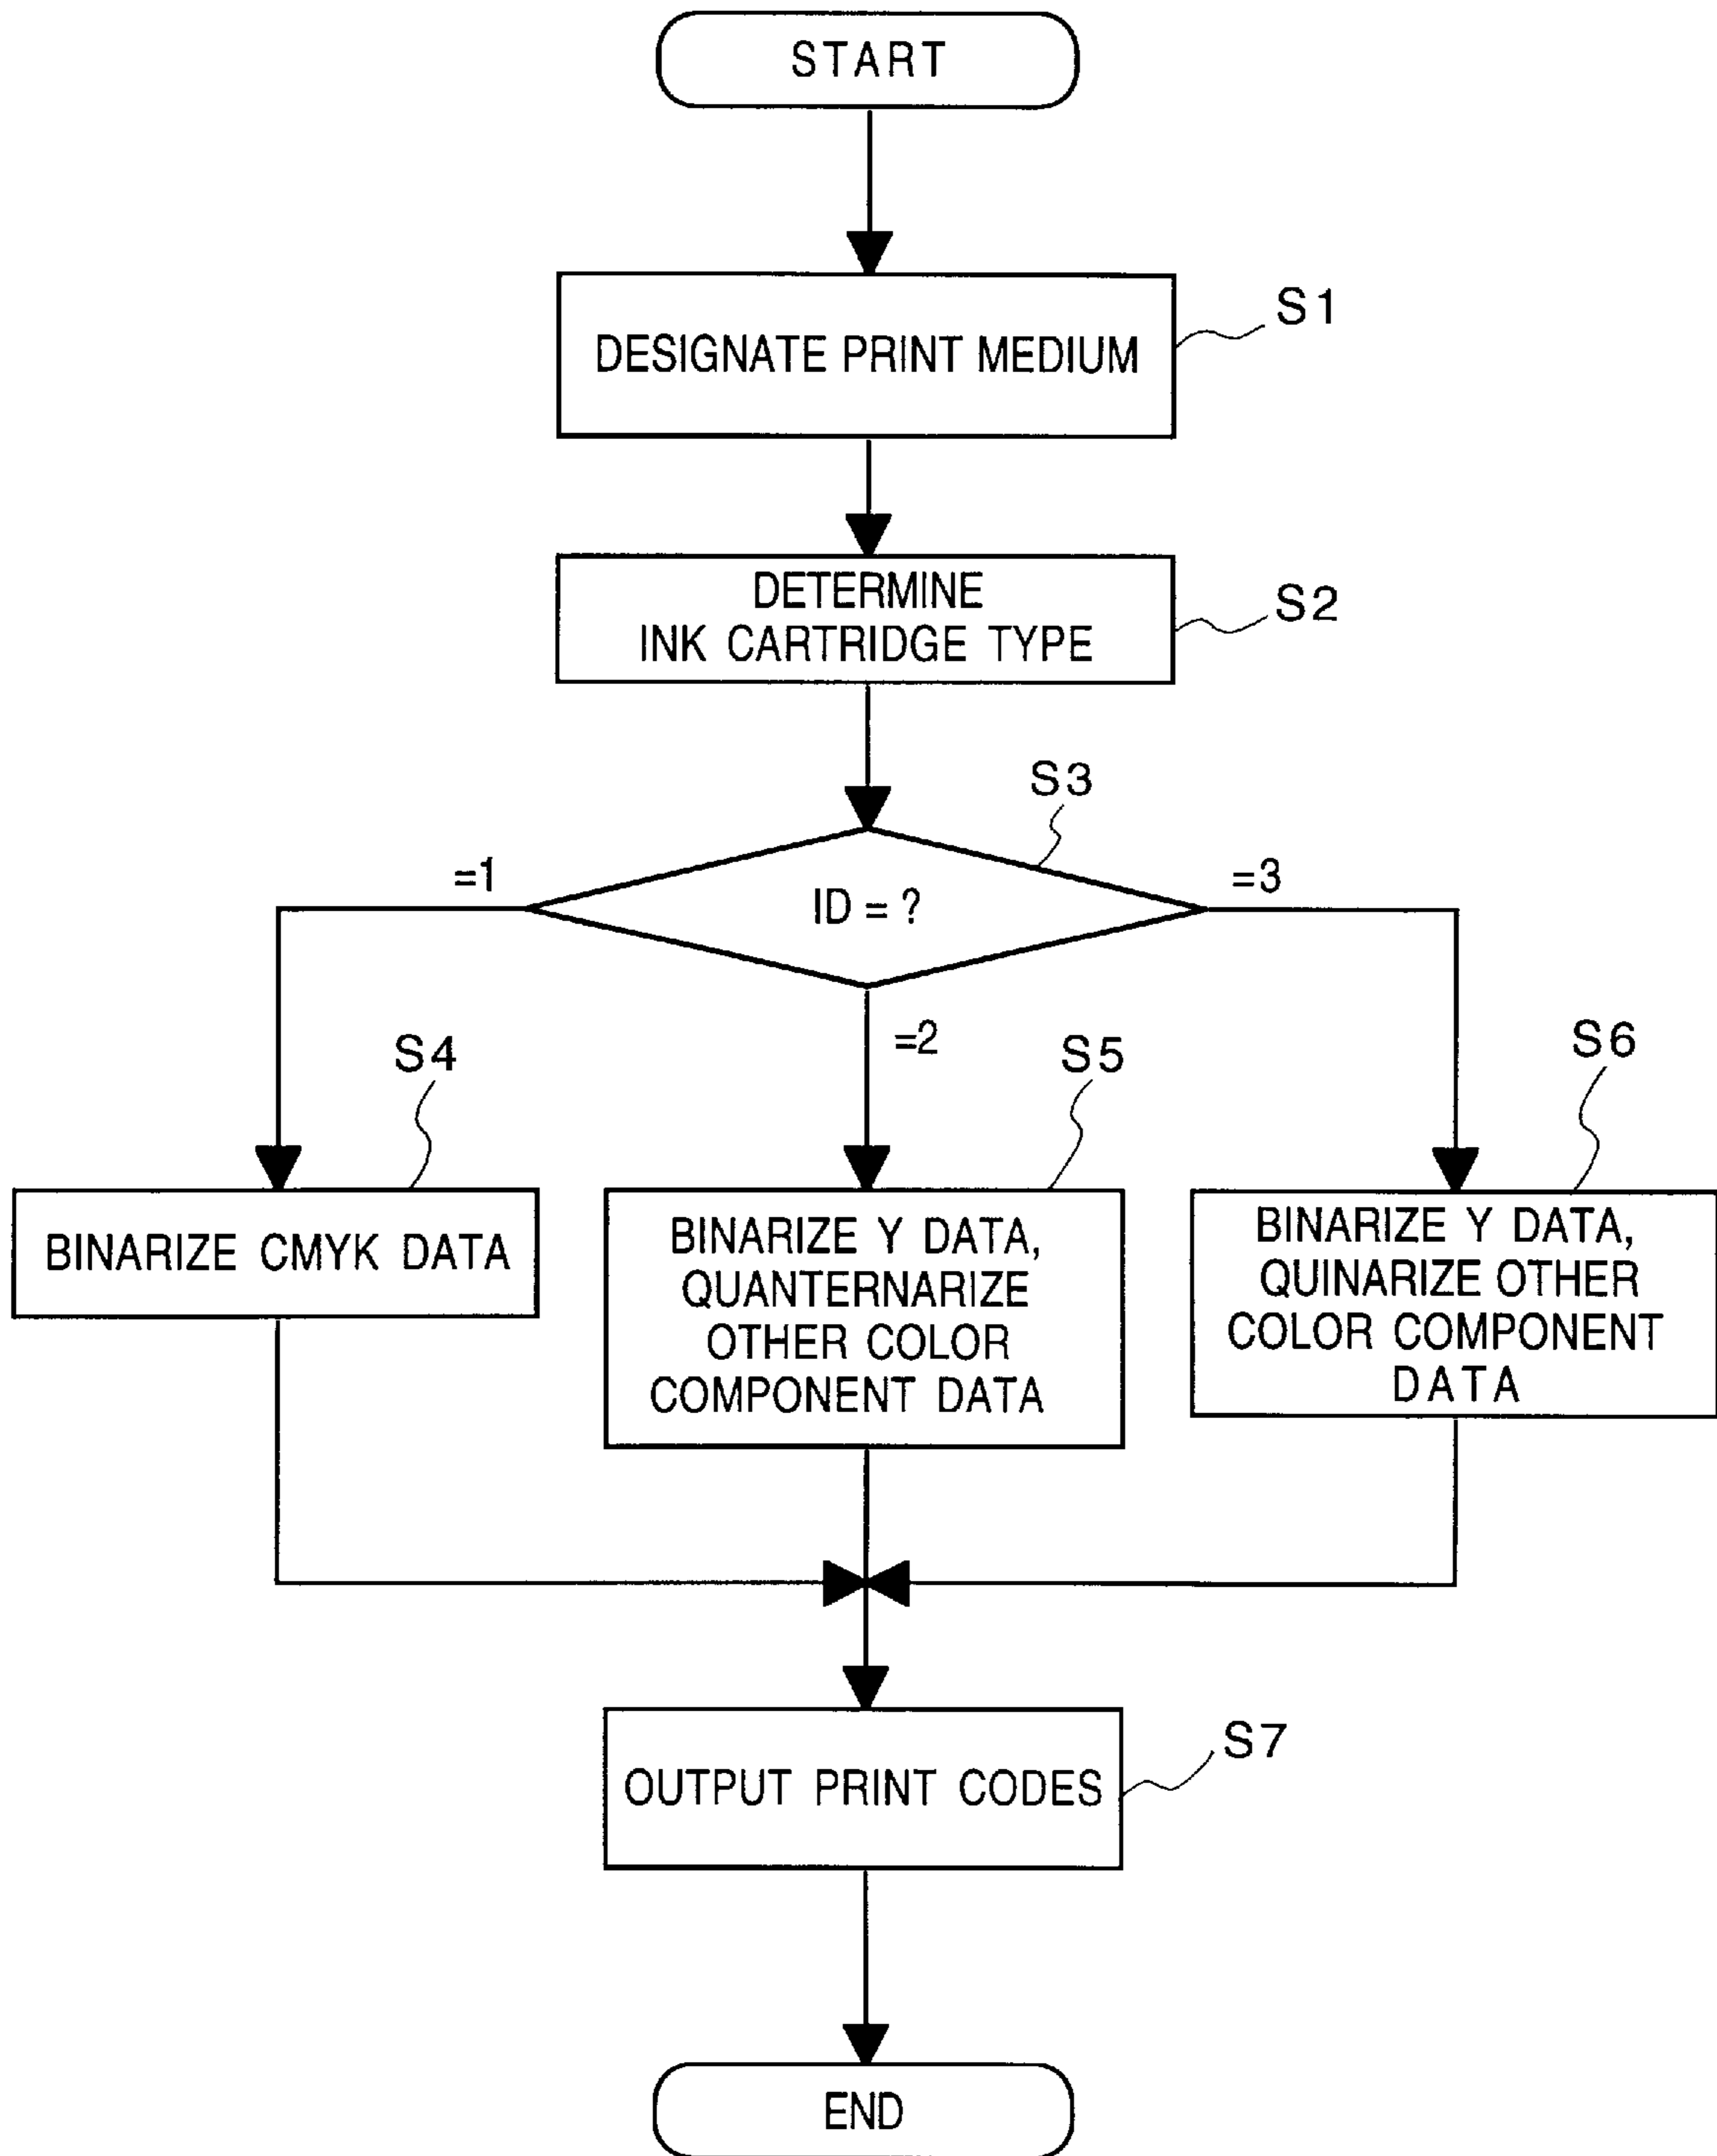 START
S1
DESIGNATE PRINT MEDIUM
S2
DETERMINE
INK CARTRIDGE TYPE
S3
=1
ID = ?
=3
=2
S4
S5
S6
BINARIZE CMYK DATA
BINARIZE Y DATA,
QUANTERNARIZE
OTHER COLOR
COMPONENT DATA
BINARIZE Y DATA,
QUINARIZE OTHER
COLOR COMPONENT
DATA
S7
OUTPUT PRINT CODES
END